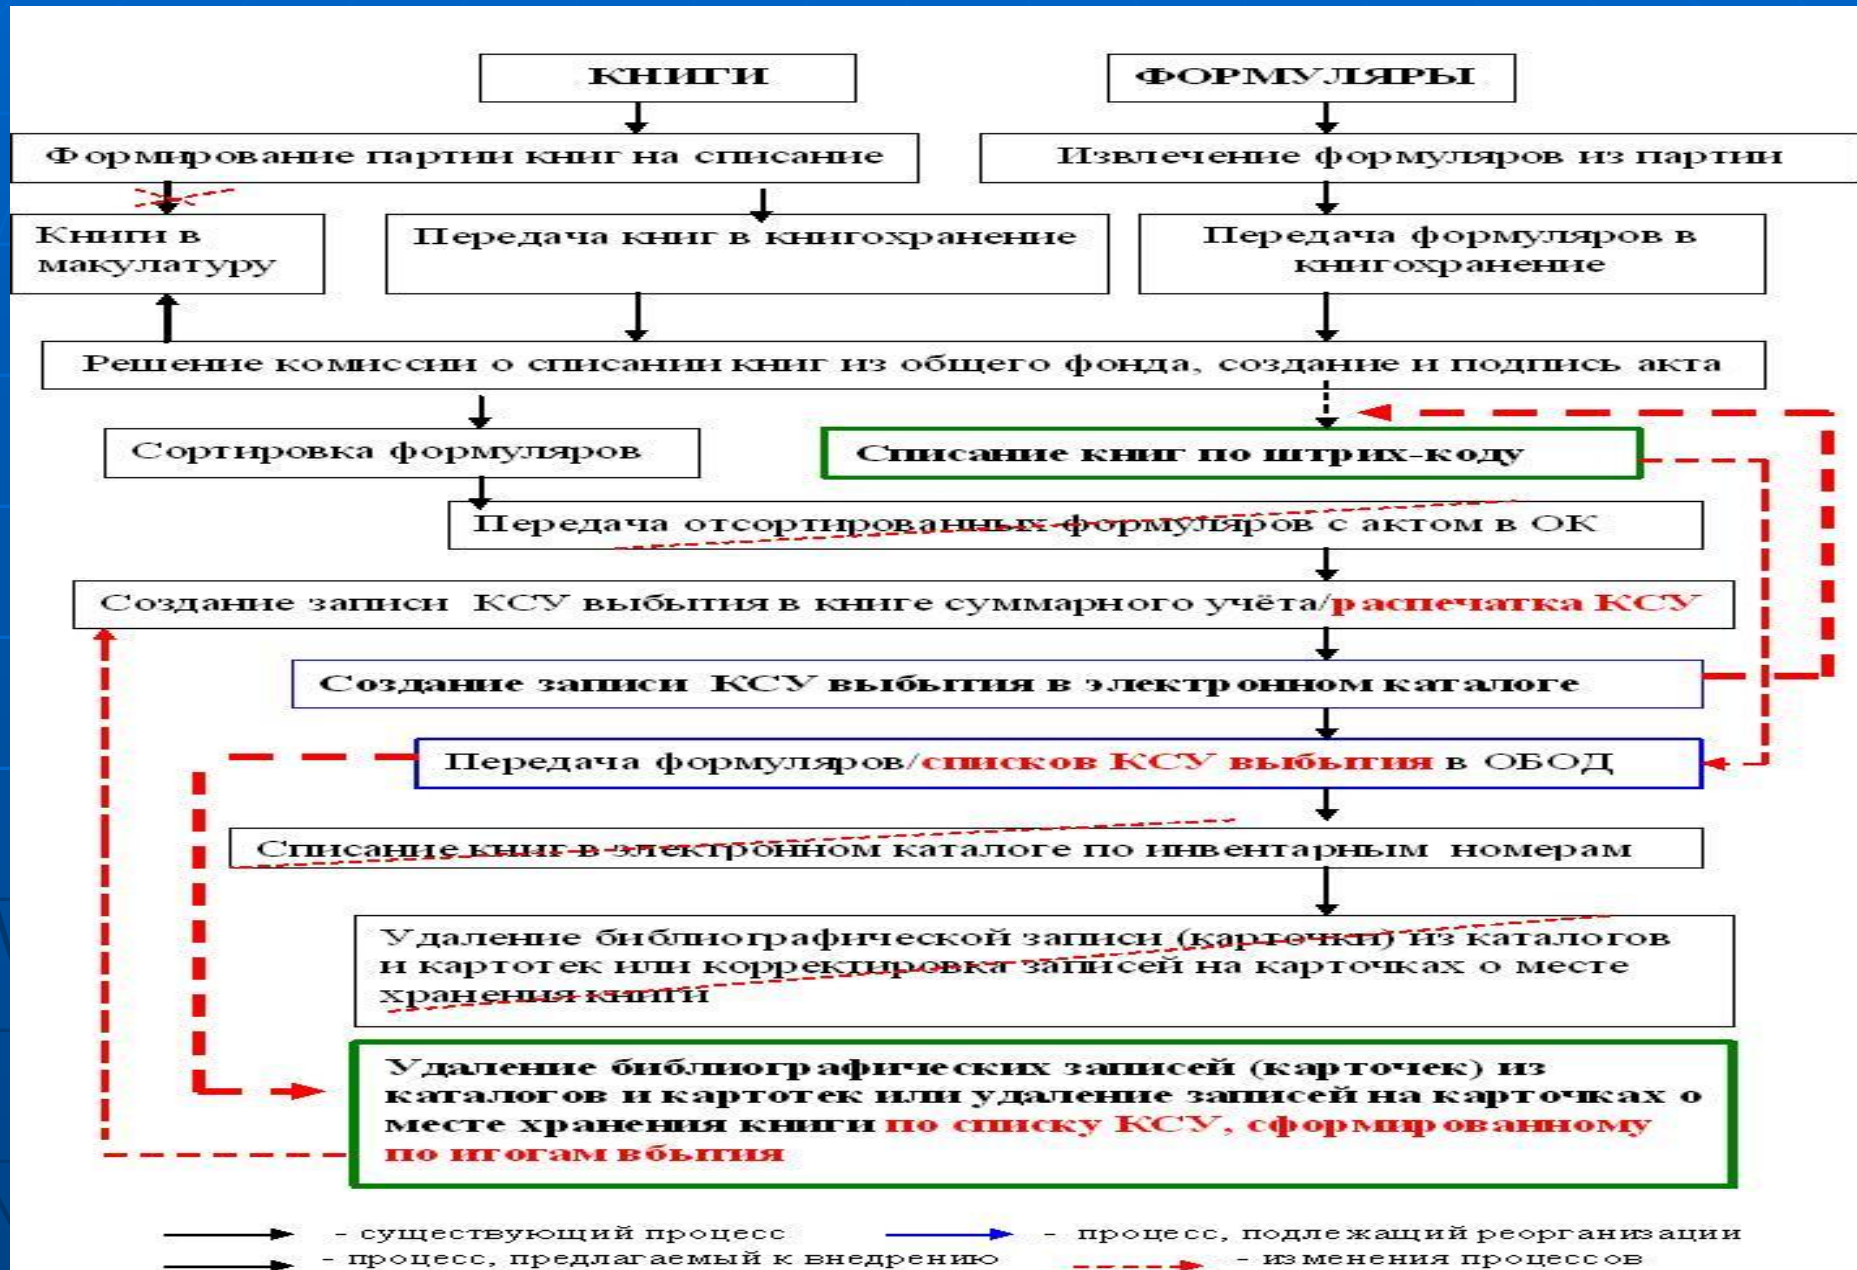 КНИГИ
ФОРМУЛЯРЫ
Формирование партии книг на списание
Извлечение формуляров из партии
Книги в
макулатуру
Передача книг в книгохранение
Передача формуляров в
книгохранение
Решение комиссии о списании книг из общего фонда, создание и подпись акта
Сортировка формуляров
Списание книг по штрих-коду
Передача отсортированных формуляров с актом в ОК
Создание записи КСУ выбытия в книге суммарного учёта/распечатка КСУ
Создание записи КСУ выбытия в электронном каталоге
Передача формуляров/списков КСУ выбытия в ОБОД
Списание книг в электронном каталоге по инвентарным номерам
Удаление библиографической записи (карточки) из каталогов
и картотек или корректировка записей на карточках о месте
хранения книги
Удаление библиографических записей (карточек) из
каталогов и картотек или удаление записей на карточках о
месте хранения книги по списку КСУ, сформированному
по итогам вбытия
- существующий процесс
- процесс, подлежащий реорганизации
- процесс, предлагаемый к внедрению
- изменения процессов